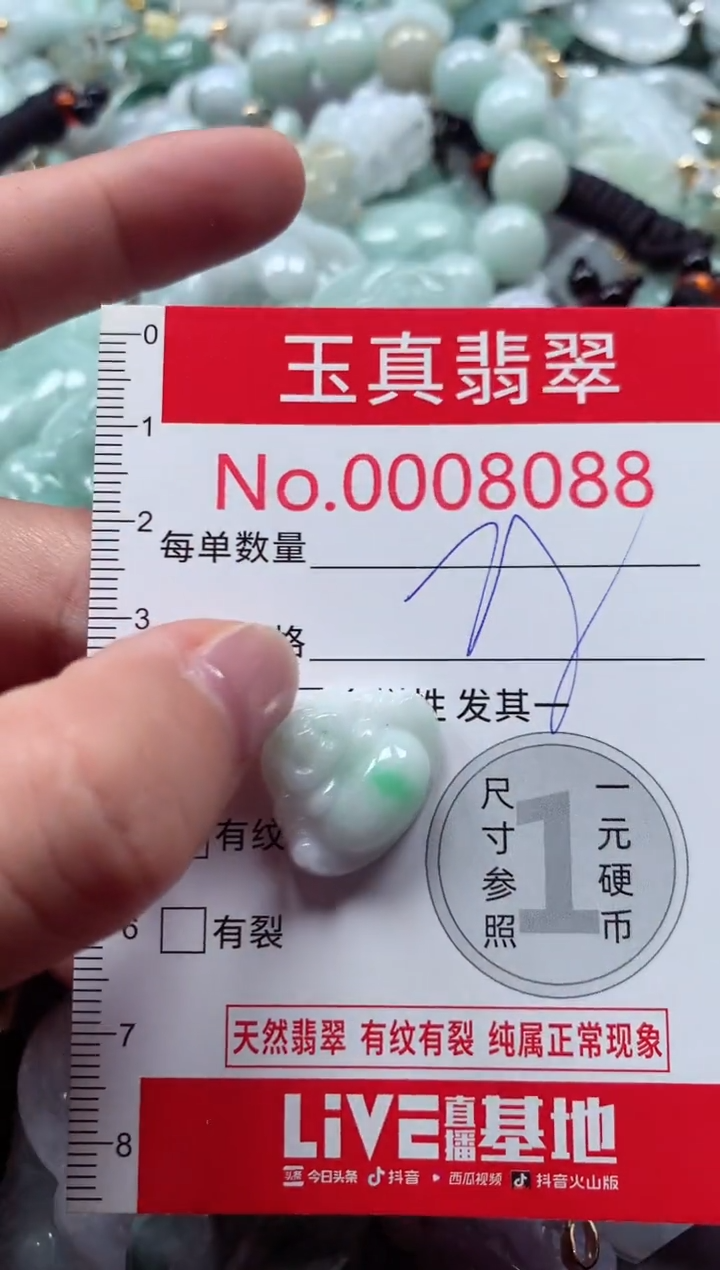 0
玉真翡翠
1
No.0008088
2
每单数量
3
格
性 发其一
尺寸参照
1
一元硬币
有纹
6
有裂
7
天然翡翠 有纹有裂 纯属正常现象
8
LiVE直播基地
头条 今日头条 抖音 西瓜视频 抖音火山版